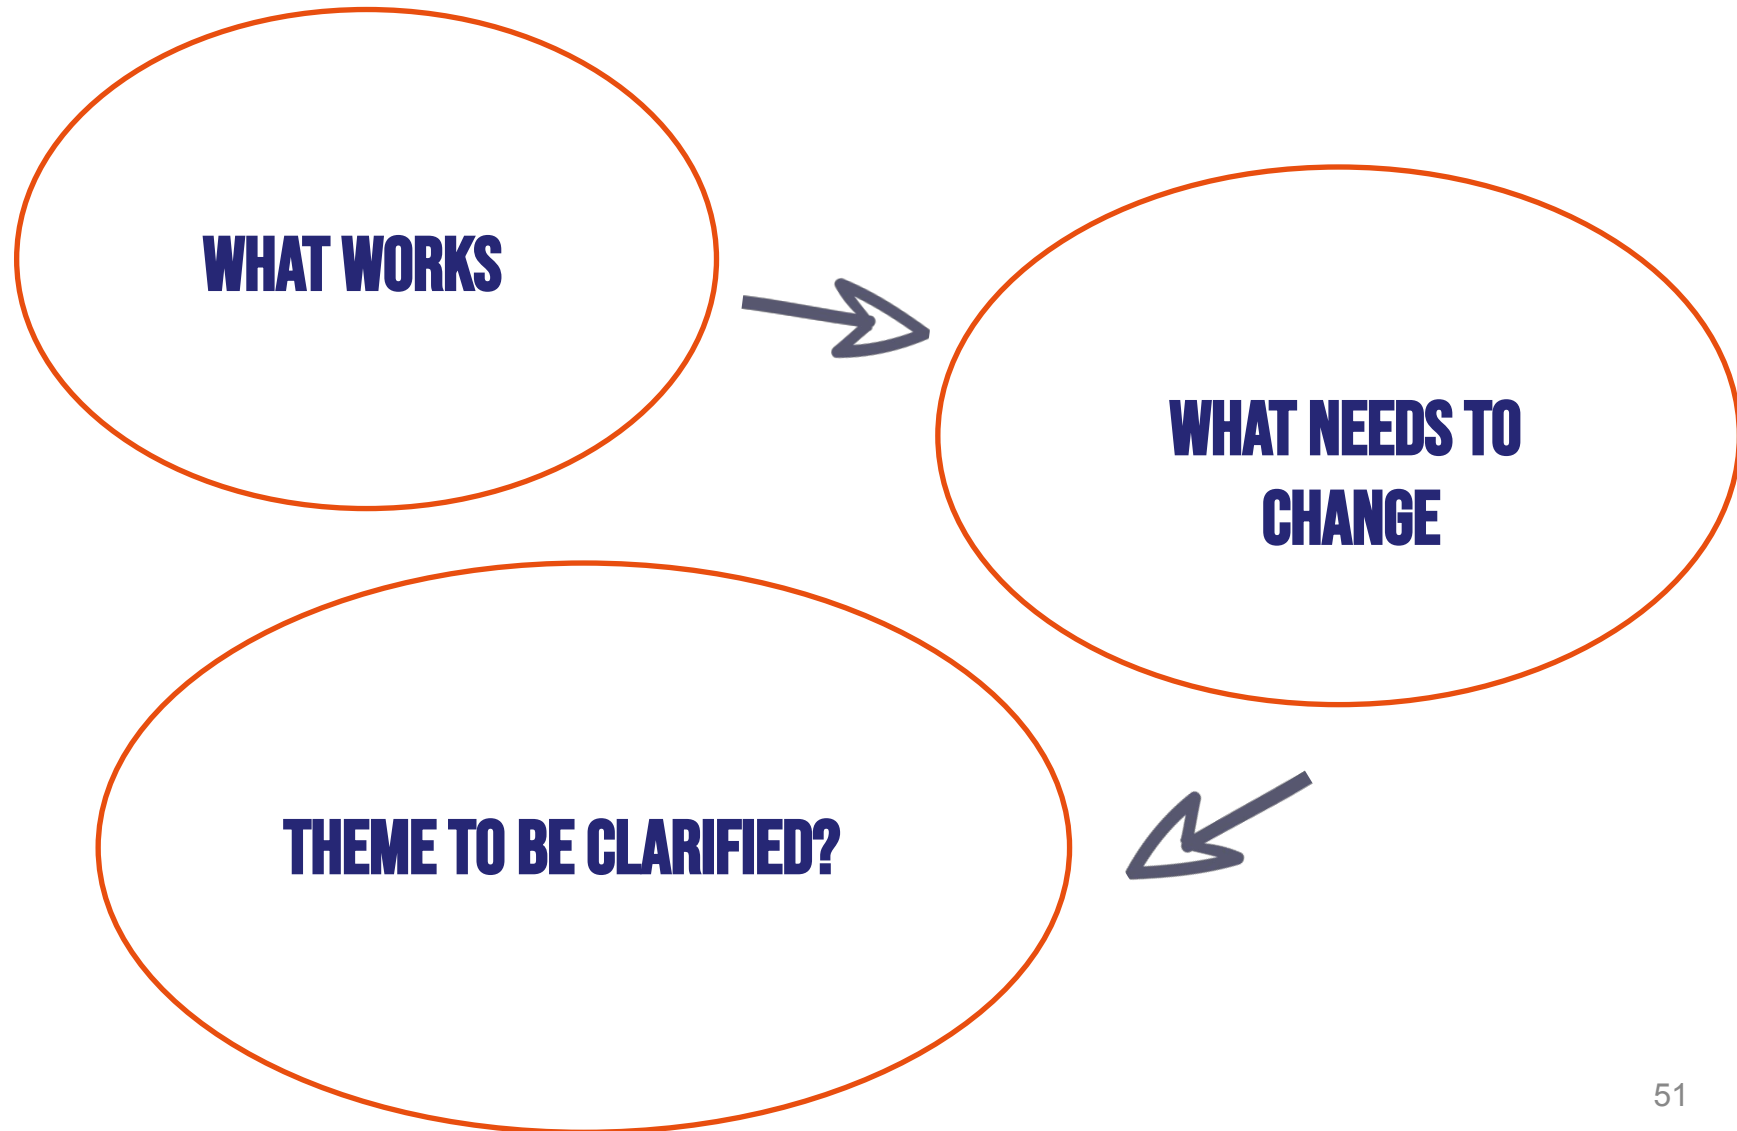 WHAT WORKS
WHAT NEEDS TO
CHANGE
THEME TO BE CLARIFIED?
51